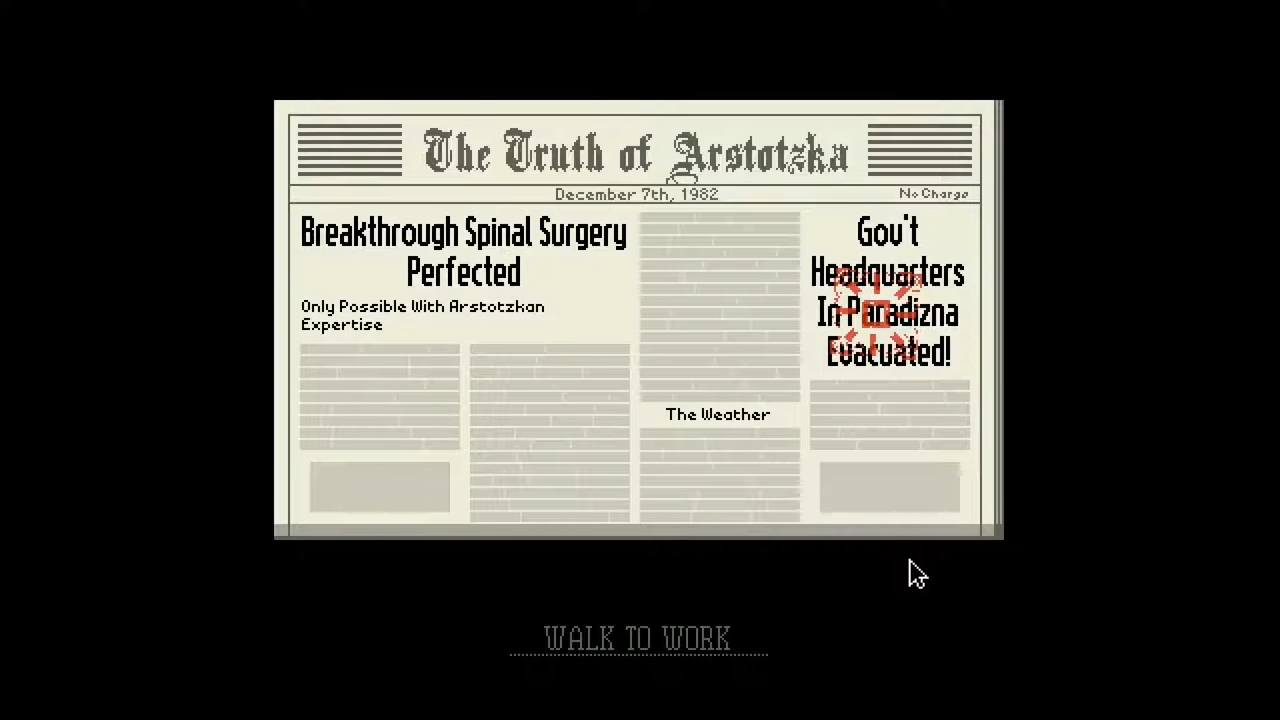 The Truth of Arstotzka
December 7th, 1982
No Charge
Breakthrough Spinal Surgery
Perfected
Only Possible With Arstotzkan
Expertise
The Weather
Gov't
Headquarters
In Paradizna
Evacuated!
WALK TO WORK